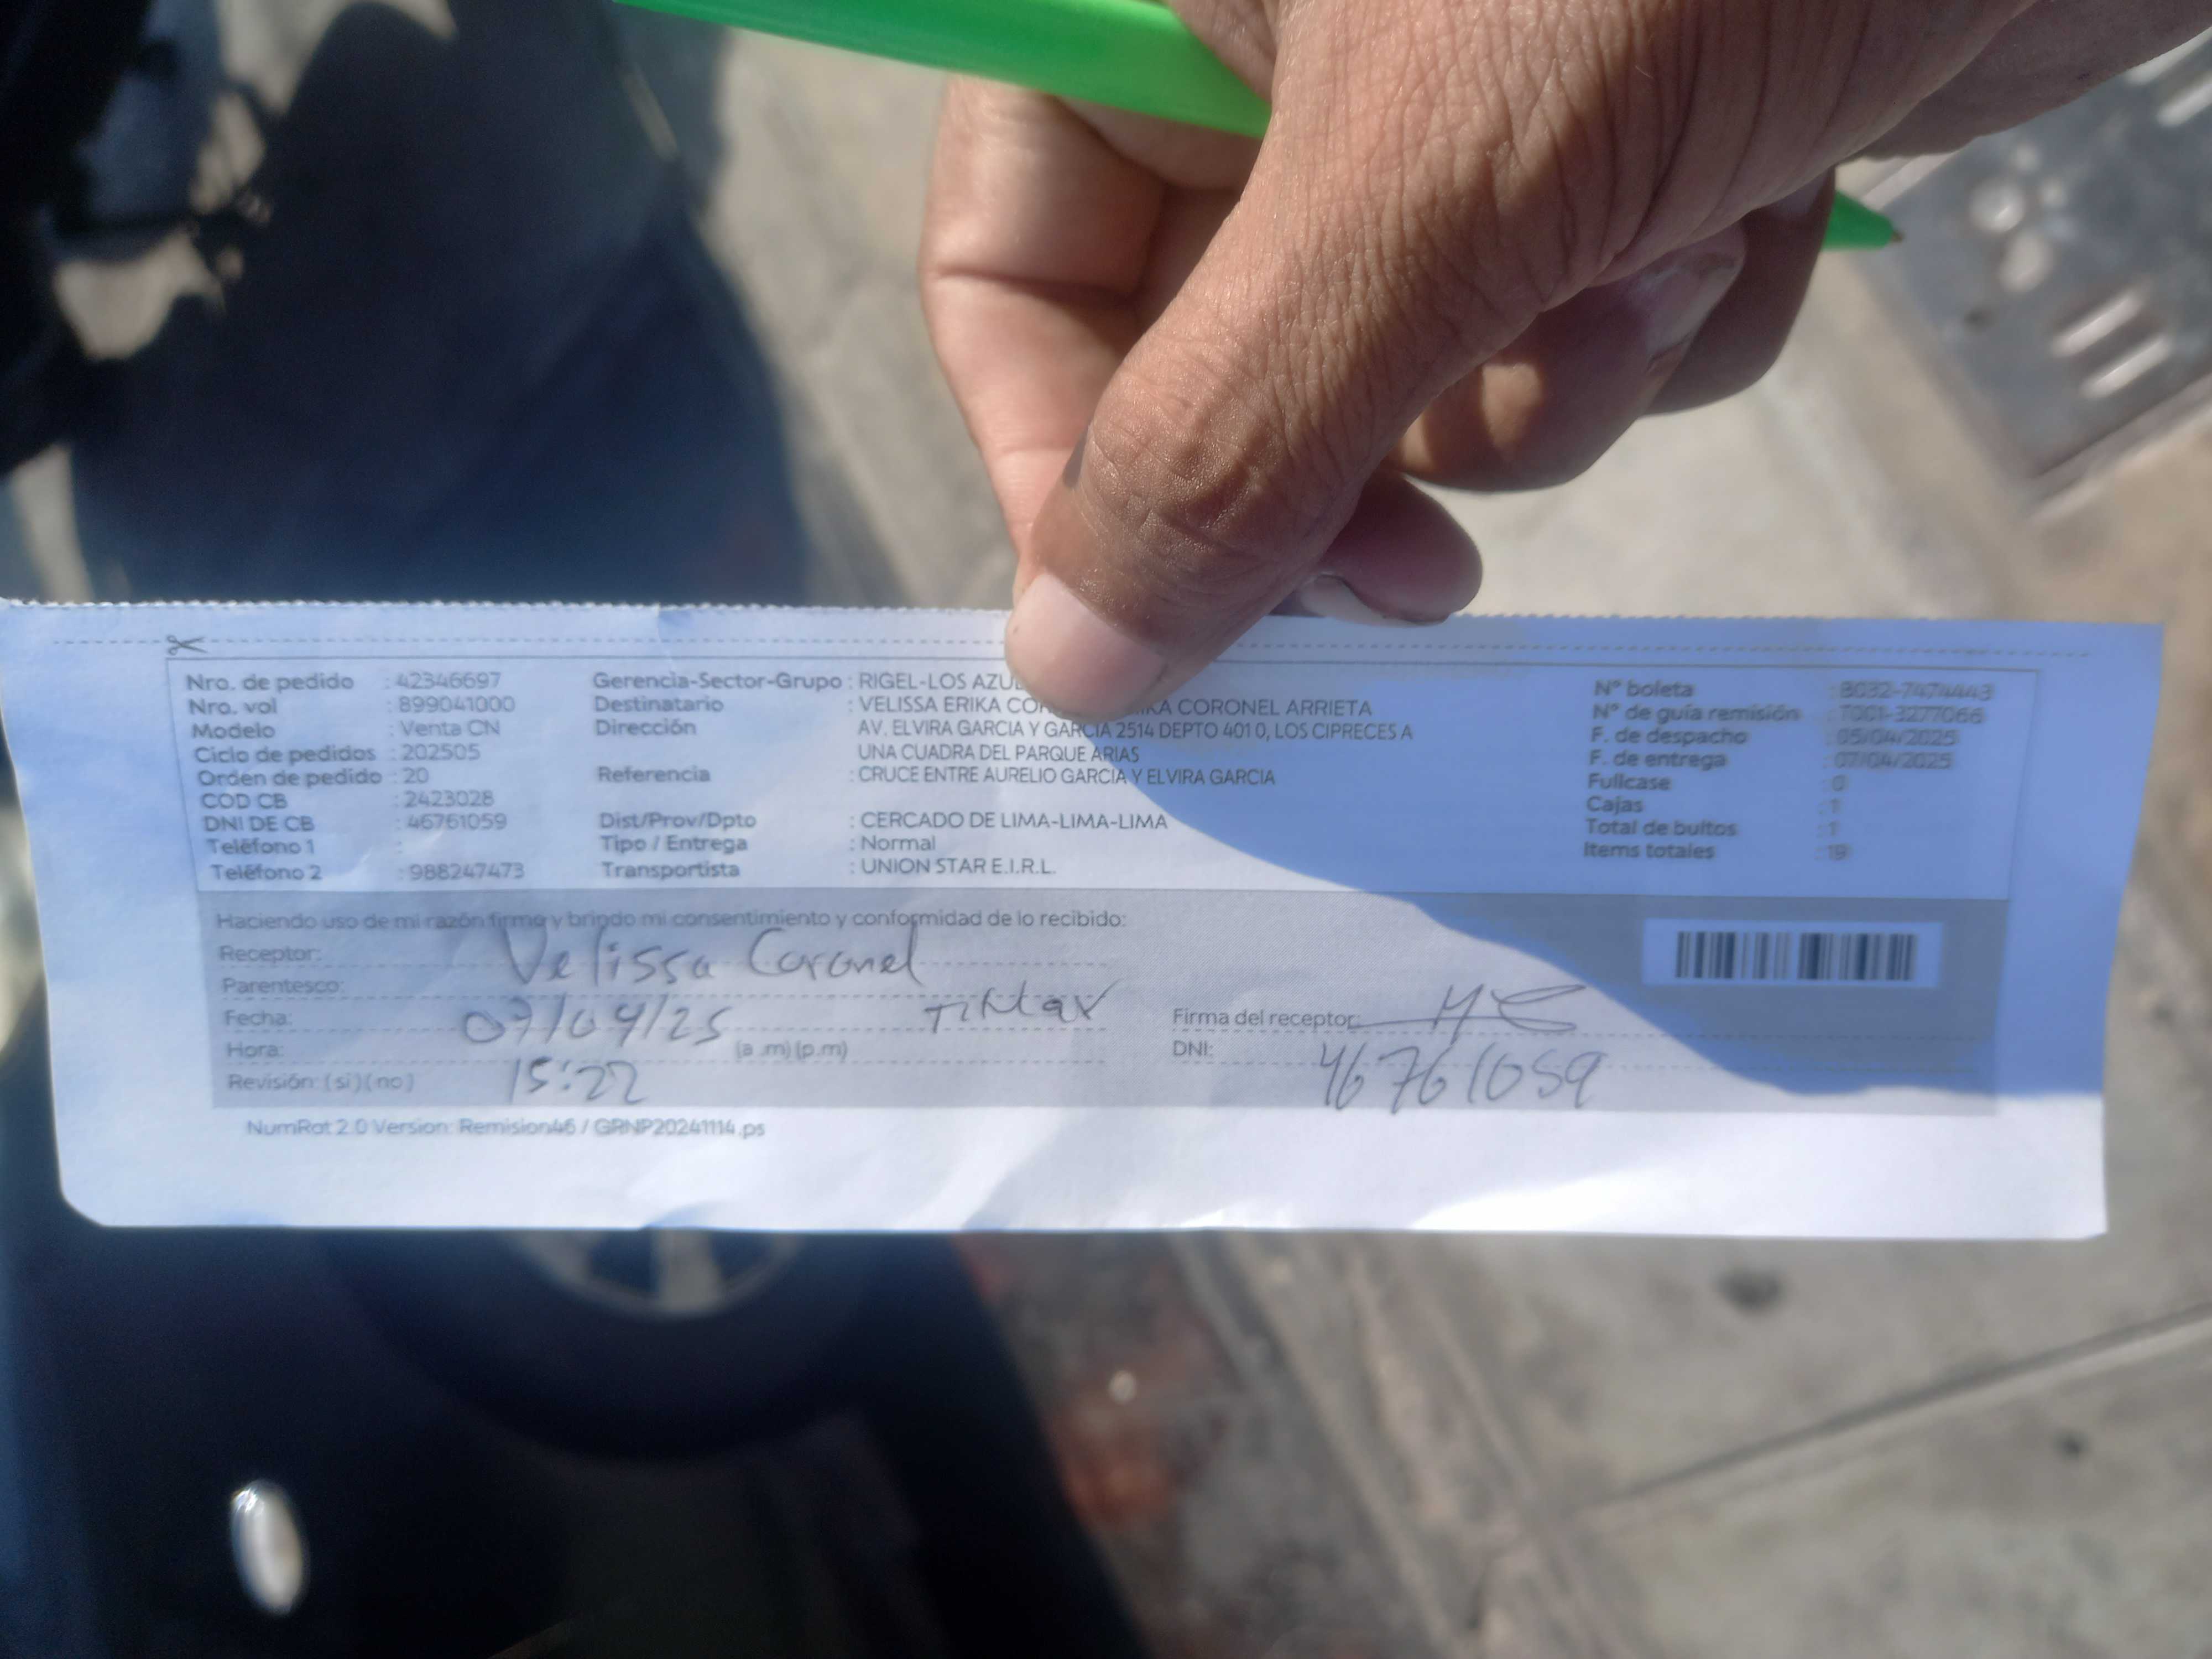 Nro. de pedido : 42346697
Nro. vol : 899041000
Modelo : Venta CN
Ciclo de pedidos : 202505
Orden de pedido : 20
COD CB : 2423028
DNI DE CB : 46761059
Teléfono 1 :
Teléfono 2 : 988247473
Gerencia-Sector-Grupo : RIGEL-LOS
Destinatario : VELISSA ERIKA CORONEL ARRIETA
Dirección : AV. ELVIRA GARCIA Y GARCIA 2514 DEPTO 401 0, LOS CIPRECES A
UNA CUADRA DEL PARQUE ARIAS
Referencia : CRUCE ENTRE AURELIO GARCIA Y ELVIRA GARCIA
Dist/Prov/Dpto : CERCADO DE LIMA-LIMA-LIMA
Tipo / Entrega : Normal
Transportista : UNION STAR E.I.R.L.
N° boleta :
N° de guía remisión : T001-3277066
F. de despacho : 05/04/2025
F. de entrega : 07/04/2025
Fullcase : 0
Cajas : 1
Total de bultos : 1
Items totales : 19
Haciendo uso de mi razón firmo y brindo mi consentimiento y conformidad de lo recibido:
Receptor: Velissa Coronel
Parentesco: Titular
Fecha: 07/04/25
Hora: 15:22 (a .m) (p.m)
Revisión: ( si ) ( no )
Firma del receptor:
DNI: 46761059
NumRot 2.0 Version: Remision46 / GRNP20241114.ps